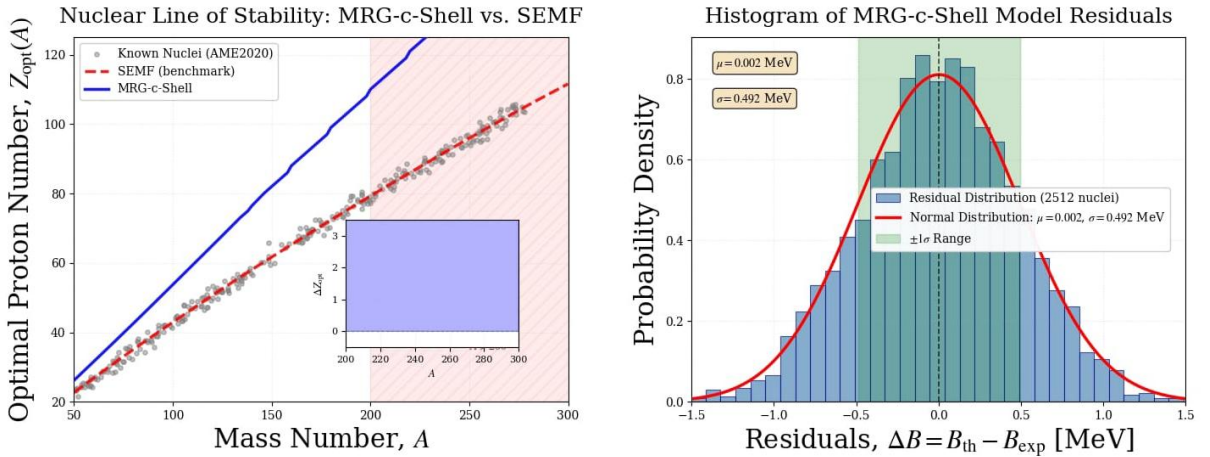 Nuclear Line of Stability: MRG-c-Shell vs. SEMF
Optimal Proton Number, Z_opt(A)
120
100
80
60
40
20
Known Nuclei (AME2020)
SEMF (benchmark)
MRG-c-Shell
ΔZ_opt
3
2
1
0
200 220 240 260 280 300
A
50 100 150 200 250 300
Mass Number, A
Histogram of MRG-c-Shell Model Residuals
Probability Density
0.8
0.6
0.4
0.2
0.0
μ=0.002 MeV
σ=0.492 MeV
Residual Distribution (2512 nuclei)
Normal Distribution: μ=0.002, σ=0.492 MeV
±1σ Range
−1.5 −1.0 −0.5 0.0 0.5 1.0 1.5
Residuals, ΔB = B_th − B_exp [MeV]